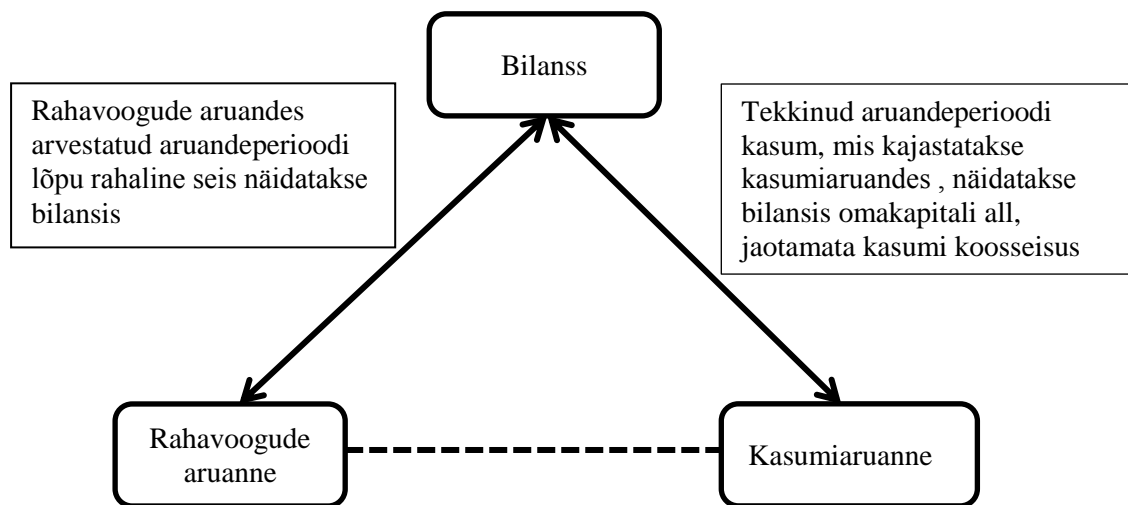 Bilanss
Rahavoogude aruandes
arvestatud aruandeperioodi
lõpu rahaline seis näidatakse
bilansis
Tekkinud aruandeperioodi
kasum, mis kajastatakse
kasumiaruandes , näidatakse
bilansis omakapitali all,
jaotamata kasumi koosseisus
Rahavoogude
aruanne
Kasumiaruanne